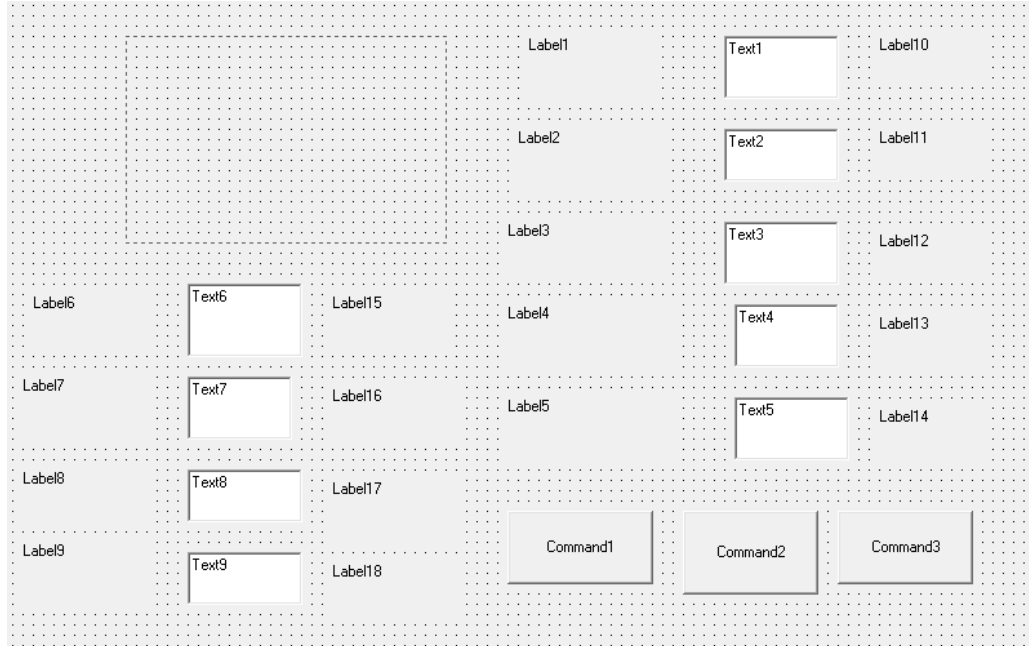 Label1 Text1 Label10
Label2 Text2 Label11
Label3 Text3 Label12
Label6 Text6 Label15 Label4 Text4 Label13
Label7 Text7 Label16 Label5 Text5 Label14
Label8 Text8 Label17
Label9 Text9 Label18 Command1 Command2 Command3